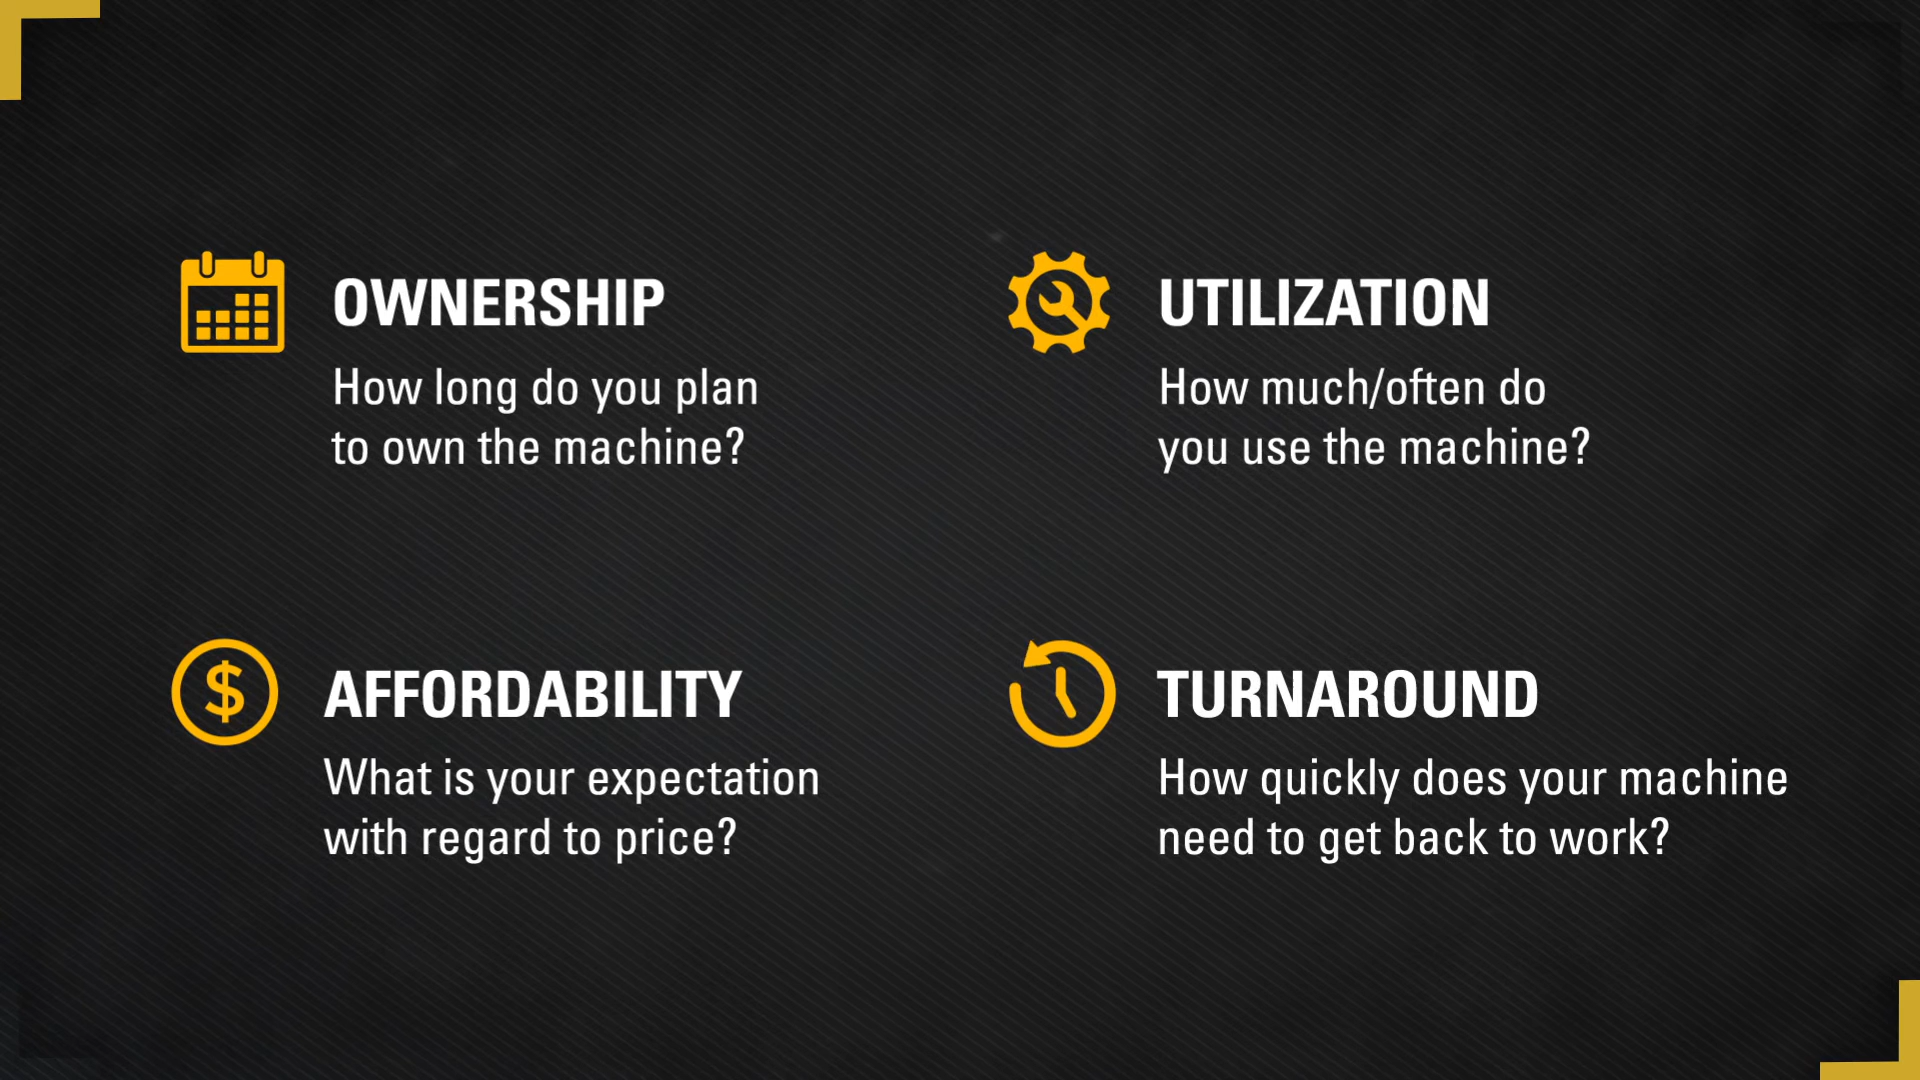 OWNERSHIP
How long do you plan
to own the machine?
UTILIZATION
How much/often do
you use the machine?
AFFORDABILITY
What is your expectation
with regard to price?
TURNAROUND
How quickly does your machine
need to get back to work?